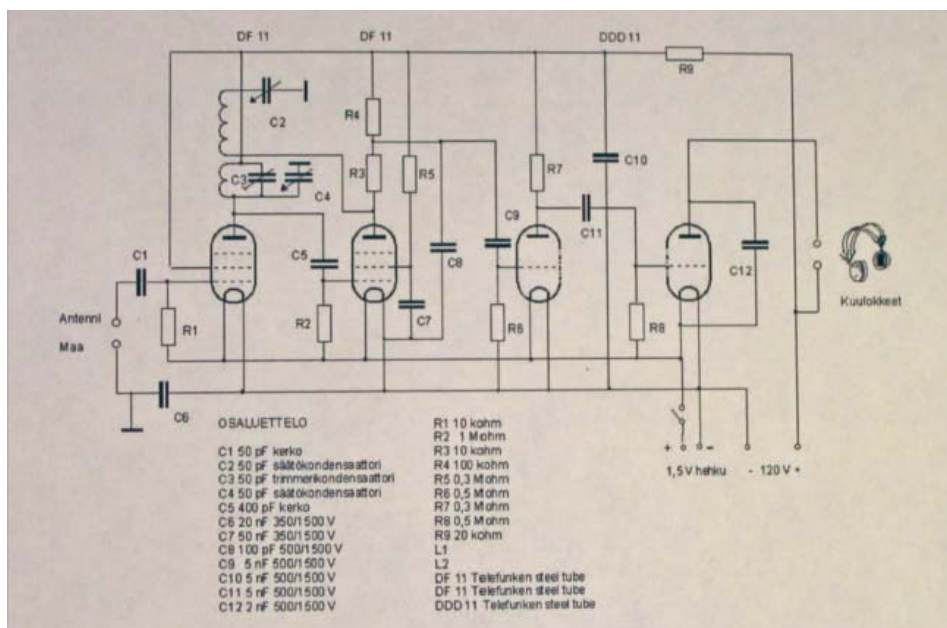 DF 11 DF 11 DDD 11
R9
C2
R4
C10
C3 R3 R5 R7
C4
C9
C1 C5 C8 C11 C12
Kuulokkeet
Antenni R1 R2 C7 R6 R8
Maa
C6
+ - - 120 V +
1,5 V hehku
OSALUETTELO
C1 50 pF kerko
C2 50 pF säätökondensaattori
C3 50 pF trimmerikondensaattori
C4 50 pF säätökondensaattori
C5 400 pF kerko
C6 20 nF 350/1500 V
C7 50 nF 350/1500 V
C8 100 pF 500/1500 V
C9 5 nF 500/1500 V
C10 5 nF 500/1500 V
C11 5 nF 500/1500 V
C12 2 nF 500/1500 V
R1 10 kohm
R2 1 Mohm
R3 10 kohm
R4 100 kohm
R5 0,3 Mohm
R6 0,5 Mohm
R7 0,3 Mohm
R8 0,5 Mohm
R9 20 kohm
L1
L2
DF 11 Telefunken steel tube
DF 11 Telefunken steel tube
DDD 11 Telefunken steel tube